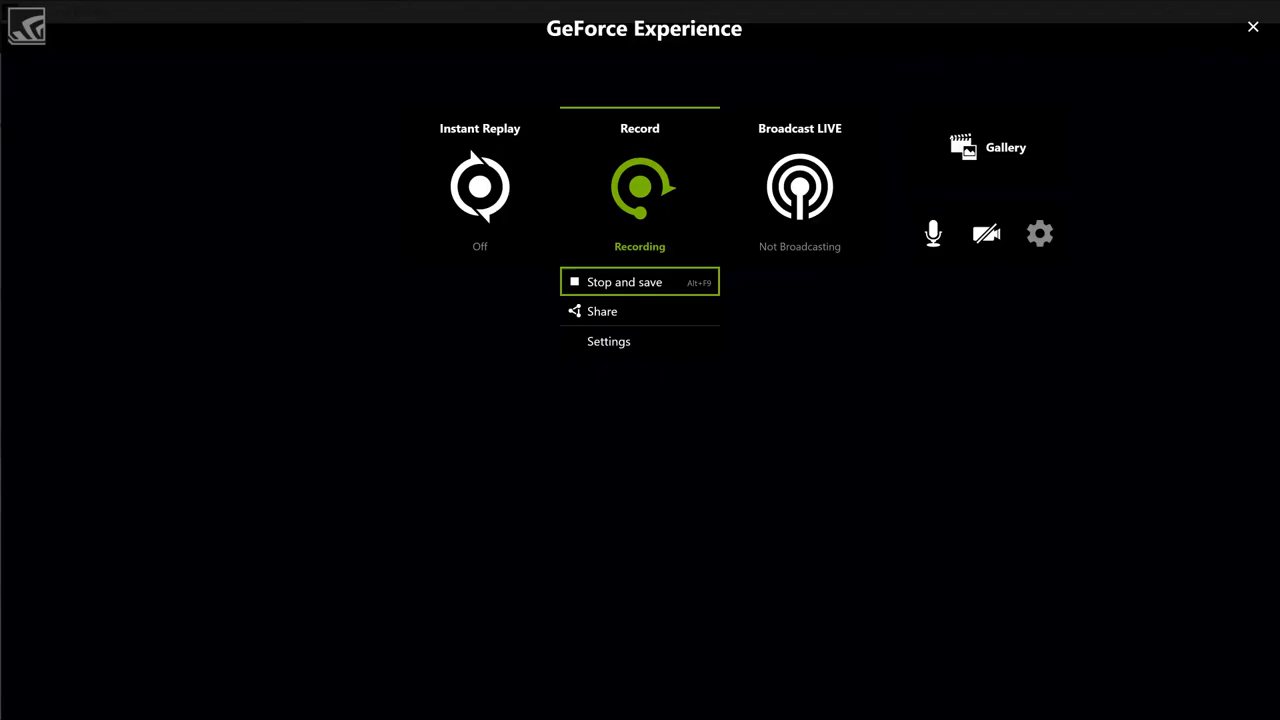 GeForce Experience
Instant Replay
Record
Broadcast LIVE
Gallery
Off
Recording
Not Broadcasting
Stop and save Alt+F9
Share
Settings